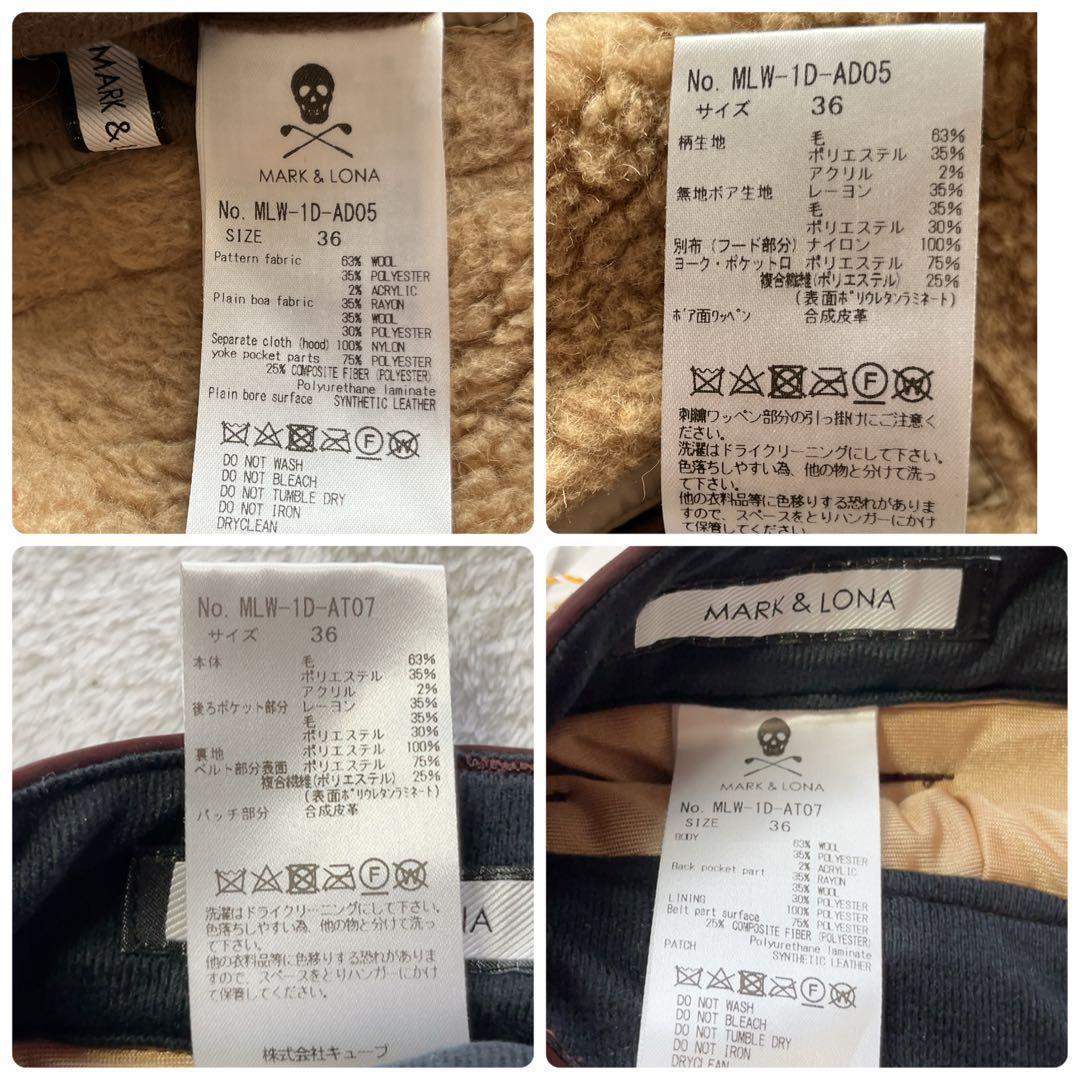 MARK &
MARK & LONA
No. MLW-1D-AD05
SIZE 36
Pattern fabric 63% WOOL
35% POLYESTER
2% ACRYLIC
Plain boa fabric 35% RAYON
35% WOOL
30% POLYESTER
Separate cloth (hood) 100% NYLON
yoke pocket parts 75% POLYESTER
25% COMPOSITE FIBER (POLYESTER)
Polyurethane laminate
Plain bore surface SYNTHETIC LEATHER
F W
DO NOT WASH
DO NOT BLEACH
DO NOT TUMBLE DRY
DO NOT IRON
DRYCLEAN
No. MLW-1D-AD05
サイズ 36
柄生地 毛 63%
ポリエステル 35%
アクリル 2%
無地ボア生地 レーヨン 35%
毛 35%
ポリエステル 30%
別布(フード部分) ナイロン 100%
ヨーク・ポケット口 ポリエステル 75%
複合繊維(ポリエステル) 25%
(表面ポリウレタンラミネート)
ボア面ワッペン 合成皮革
F W
刺繍ワッペン部分の引っ掛けにご注意く
ださい。
洗濯はドライクリーニングにして下さい。
色落ちしやすい為、他の物と分けて洗っ
て下さい。
他の衣料品等に色移りする恐れがありま
すので、スペースをとりハンガーにかけ
て保管してください。
No. MLW-1D-AT07
サイズ 36
本体 毛 63%
ポリエステル 35%
アクリル 2%
後ろポケット部分 レーヨン 35%
毛 35%
ポリエステル 30%
裏地 ポリエステル 100%
ベルト部分表面 ポリエステル 75%
複合繊維(ポリエステル) 25%
(表面ポリウレタンラミネート)
パッチ部分 合成皮革
F W
洗濯はドライクリーニングにして下さい。
色落ちしやすい為、他の物と分けて洗っ
て下さい。
他の衣料品等に色移りする恐れがありま
すので、スペースをとりハンガーにかけ
て保管してください。
株式会社キューブ
NA
MARK & LONA
MARK & LONA
No. MLW-1D-AT07
SIZE 36
BODY 63% WOOL
35% POLYESTER
2% ACRYLIC
Back pocket part 35% RAYON
35% WOOL
30% POLYESTER
LINING 100% POLYESTER
Belt part surface 75% POLYESTER
25% COMPOSITE FIBER (POLYESTER)
Polyurethane laminate
PATCH SYNTHETIC LEATHER
F W
DO NOT WASH
DO NOT BLEACH
DO NOT TUMBLE DRY
DO NOT IRON
DRYCLEAN